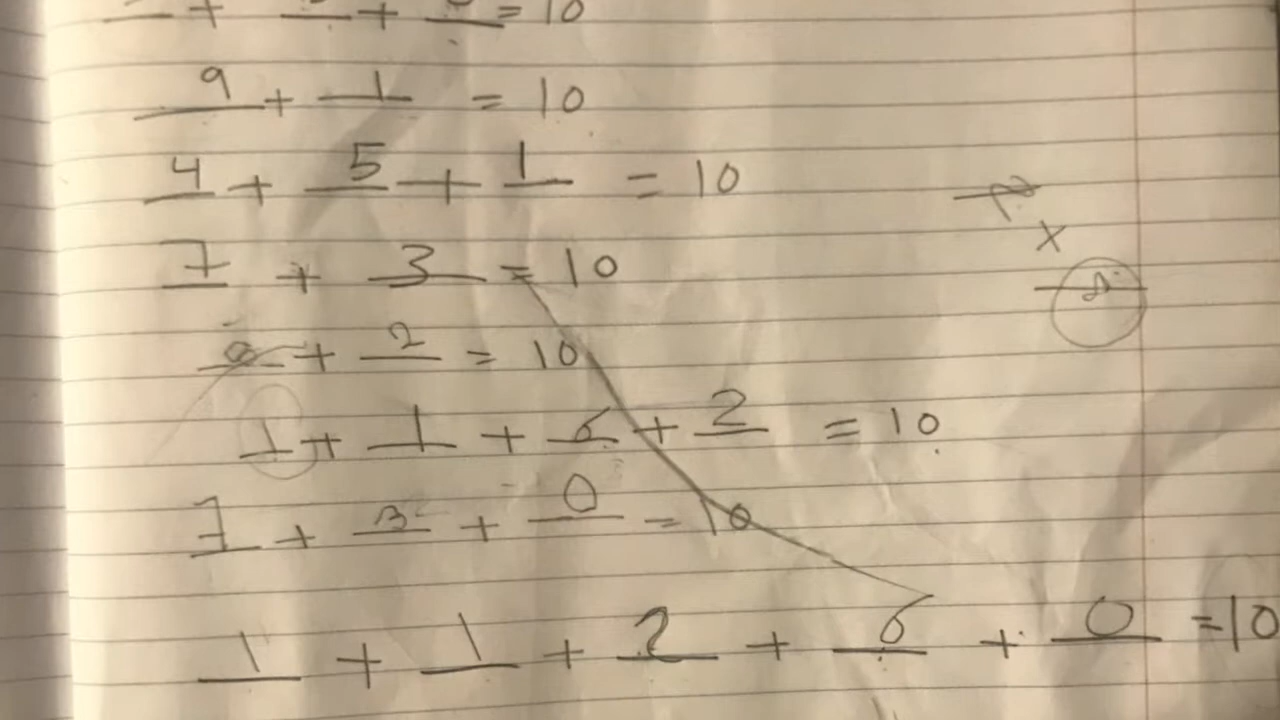 + + = 10
9 + 1 = 10
4 + 5 + 1 = 10
7 + 3 = 10
8 + 2 = 10
1 + 1 + 6 + 2 = 10
7 + 3 + 0 = 10
1 + 1 + 2 + 6 + 0 = 10